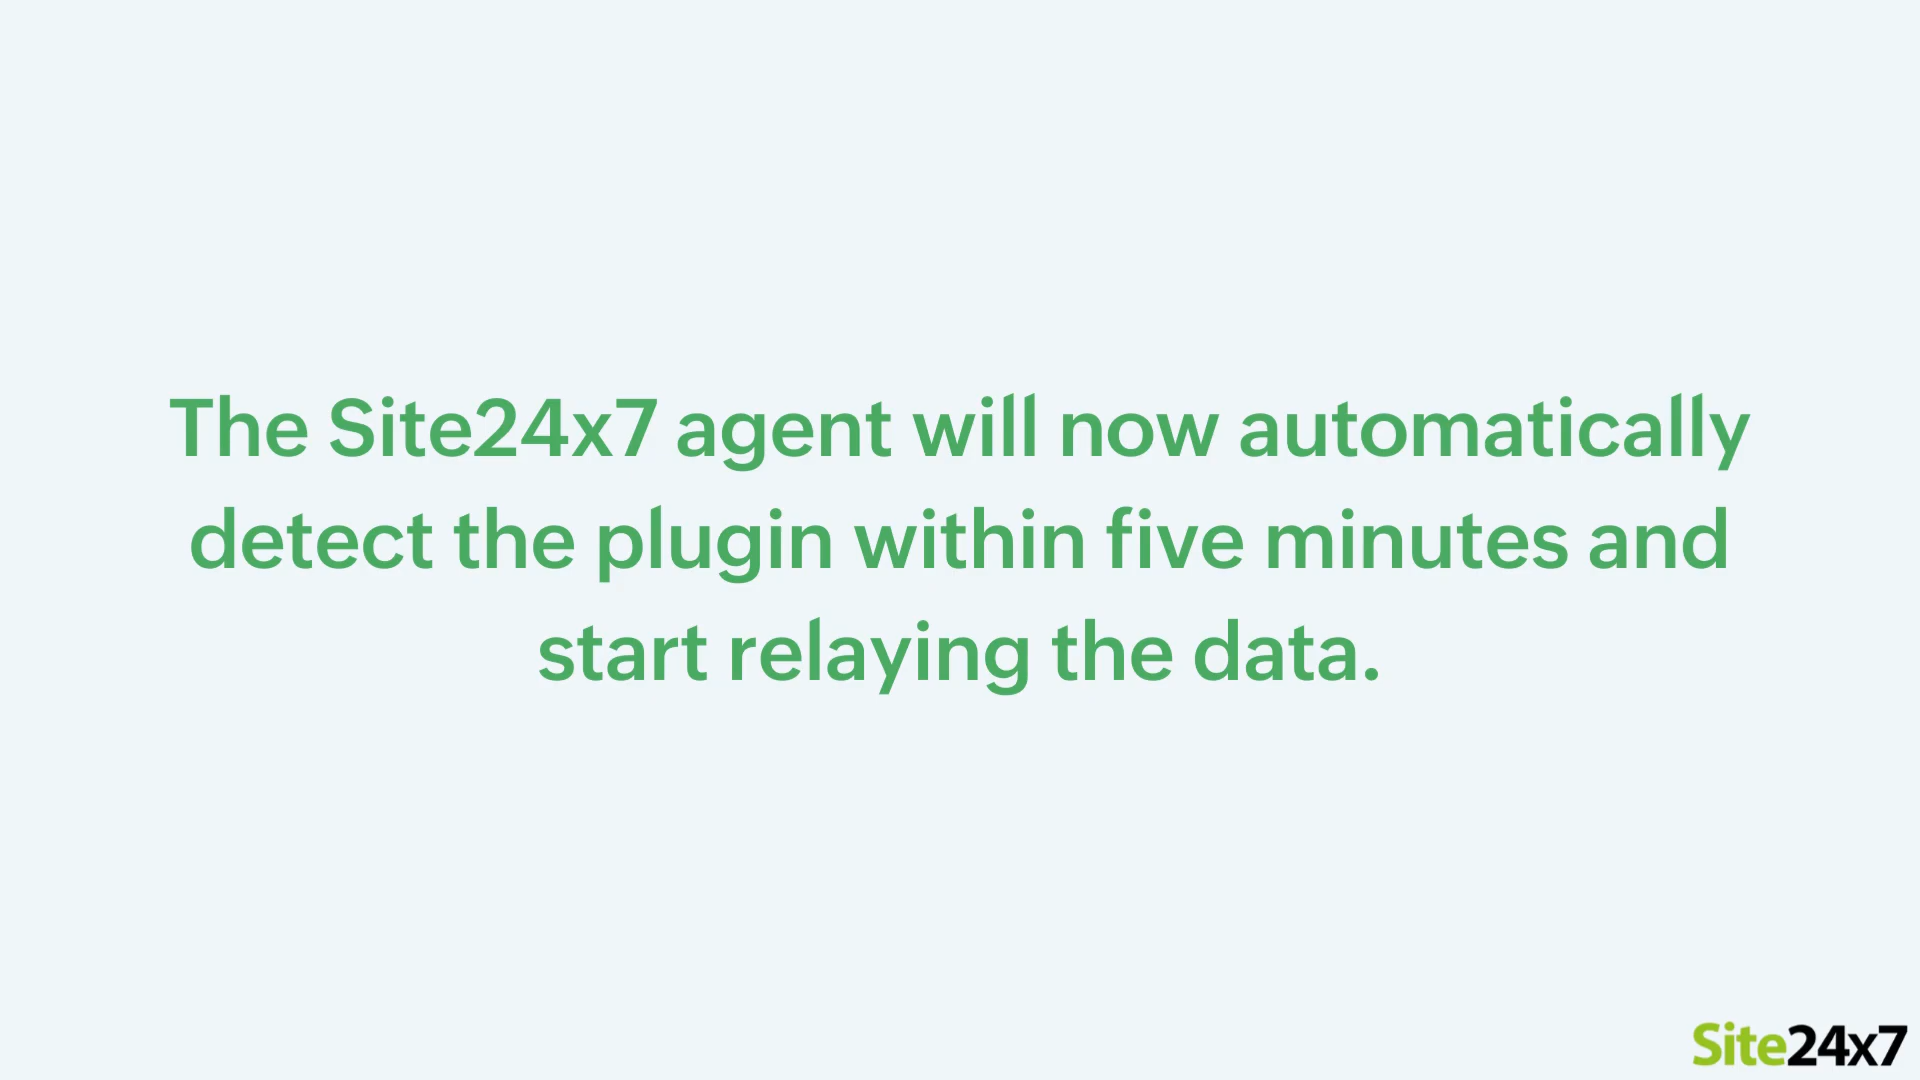 The Site24x7 agent will now automatically
detect the plugin within five minutes and
start relaying the data.
Site24x7